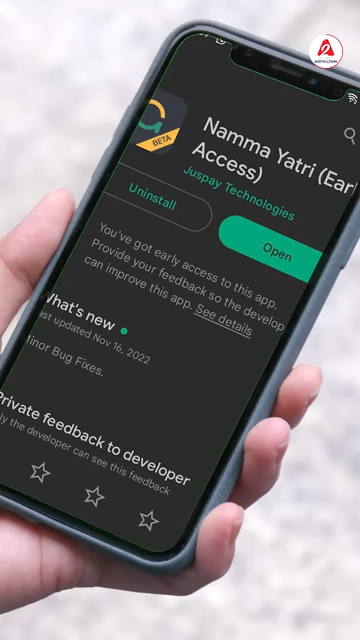 MOTIVATION
BETA
Namma Yatri (Ear
Access)
Juspay Technologies
Uninstall
Open
You've got early access to this app.
Provide your feedback so the develop
can improve this app. See details
What's new
ast updated Nov 16, 2022
Minor Bug Fixes.
Private feedback to developer
ly the developer can see this feedback